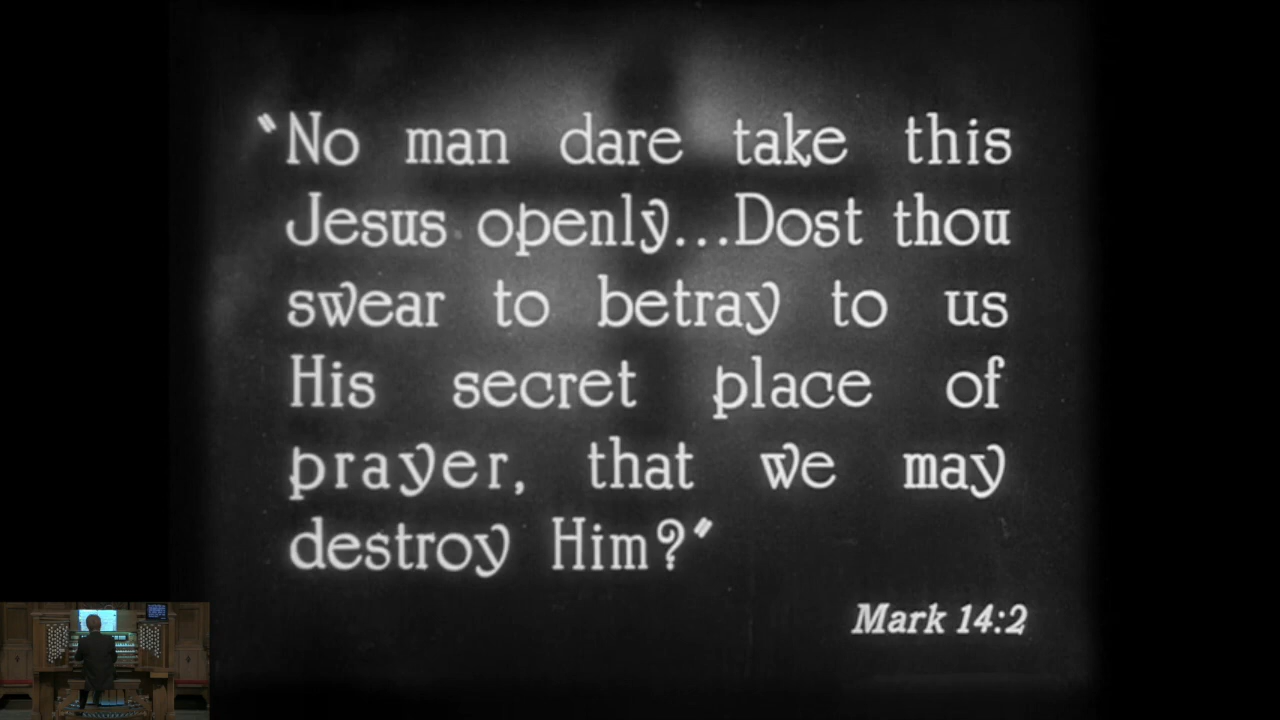 "No man dare take this
Jesus openly...Dost thou
swear to betray to us
His secret place of
prayer, that we may
destroy Him?"
Mark 14:2